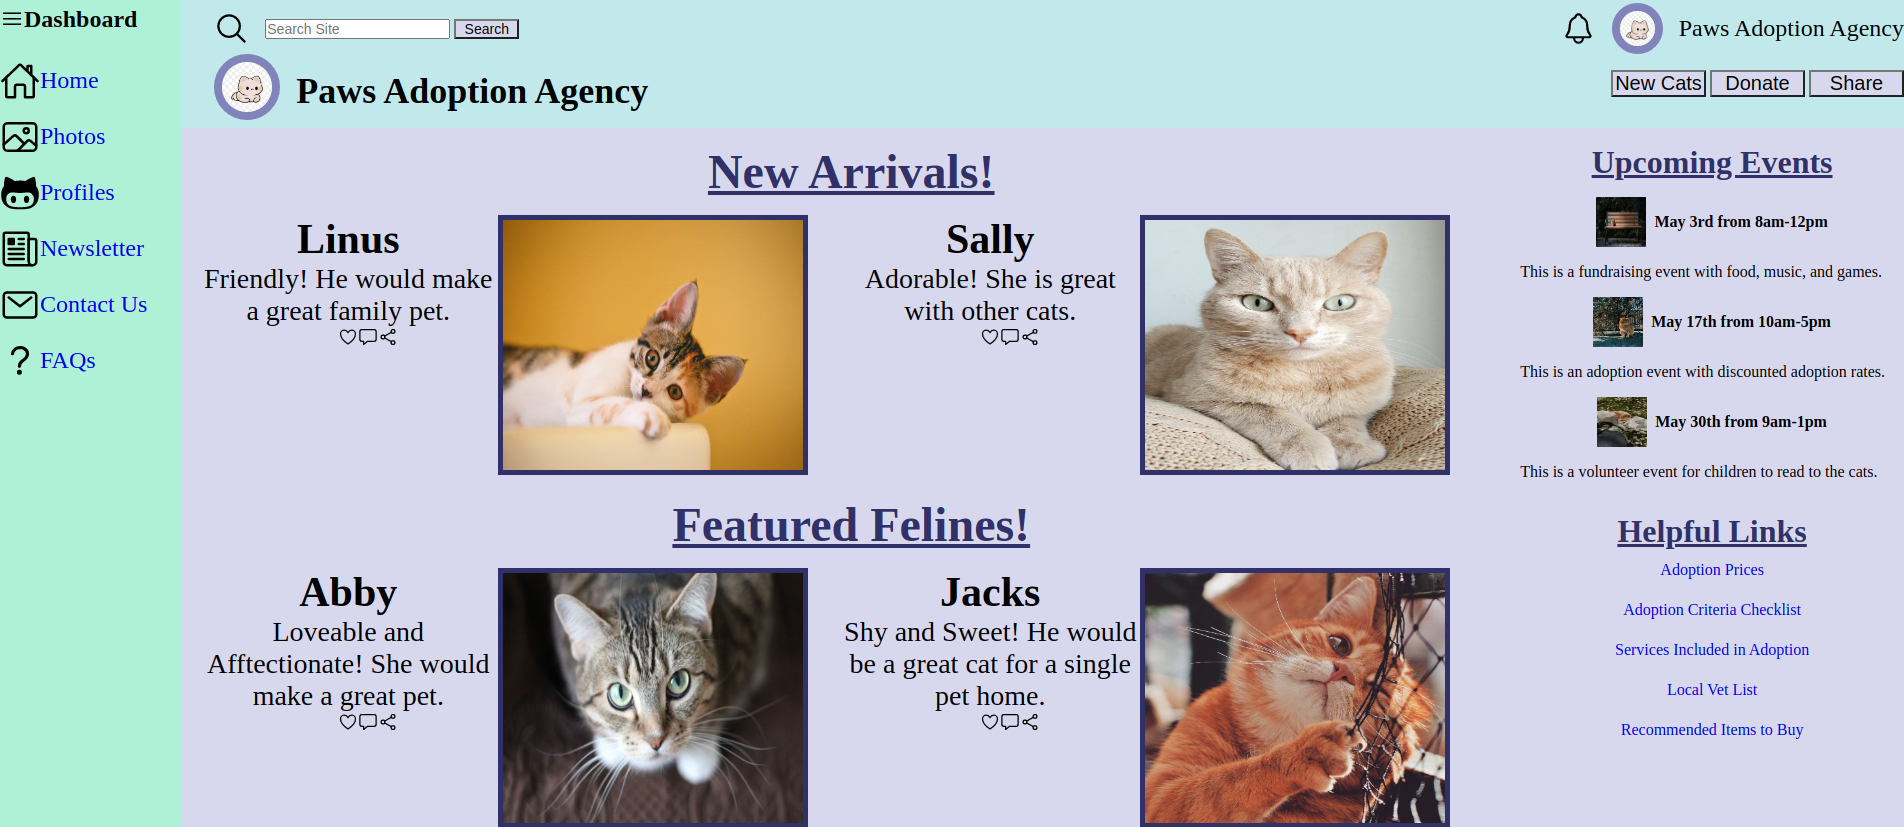 Dashboard
Home
Photos
Profiles
Newsletter
Contact Us
FAQs
Search Site
Search
Paws Adoption Agency
Paws Adoption Agency
New Cats
Donate
Share
New Arrivals!
Linus
Friendly! He would make
a great family pet.
Sally
Adorable! She is great
with other cats.
Featured Felines!
Abby
Loveable and
Afftectionate! She would
make a great pet.
Jacks
Shy and Sweet! He would
be a great cat for a single
pet home.
Upcoming Events
May 3rd from 8am-12pm
This is a fundraising event with food, music, and games.
May 17th from 10am-5pm
This is an adoption event with discounted adoption rates.
May 30th from 9am-1pm
This is a volunteer event for children to read to the cats.
Helpful Links
Adoption Prices
Adoption Criteria Checklist
Services Included in Adoption
Local Vet List
Recommended Items to Buy